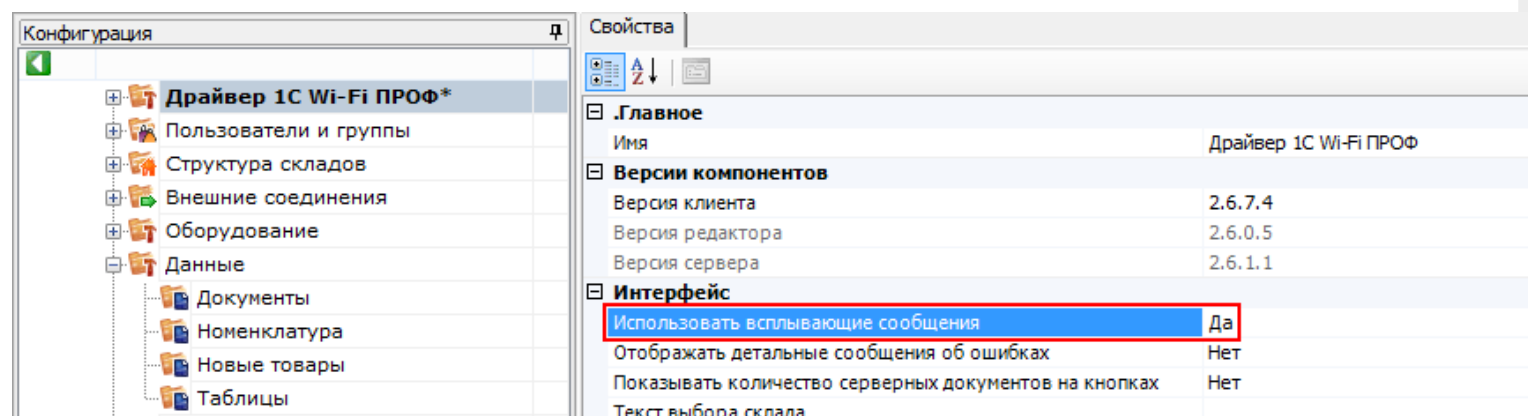 Конфигурация
Драйвер 1С Wi-Fi ПРОФ*
Пользователи и группы
Структура складов
Внешние соединения
Оборудование
Данные
Документы
Номенклатура
Новые товары
Таблицы
Свойства
.Главное
Имя Драйвер 1С Wi-Fi ПРОФ
Версии компонентов
Версия клиента 2.6.7.4
Версия редактора 2.6.0.5
Версия сервера 2.6.1.1
Интерфейс
Использовать всплывающие сообщения Да
Отображать детальные сообщения об ошибках Нет
Показывать количество серверных документов на кнопках Нет
Текст выбора склада